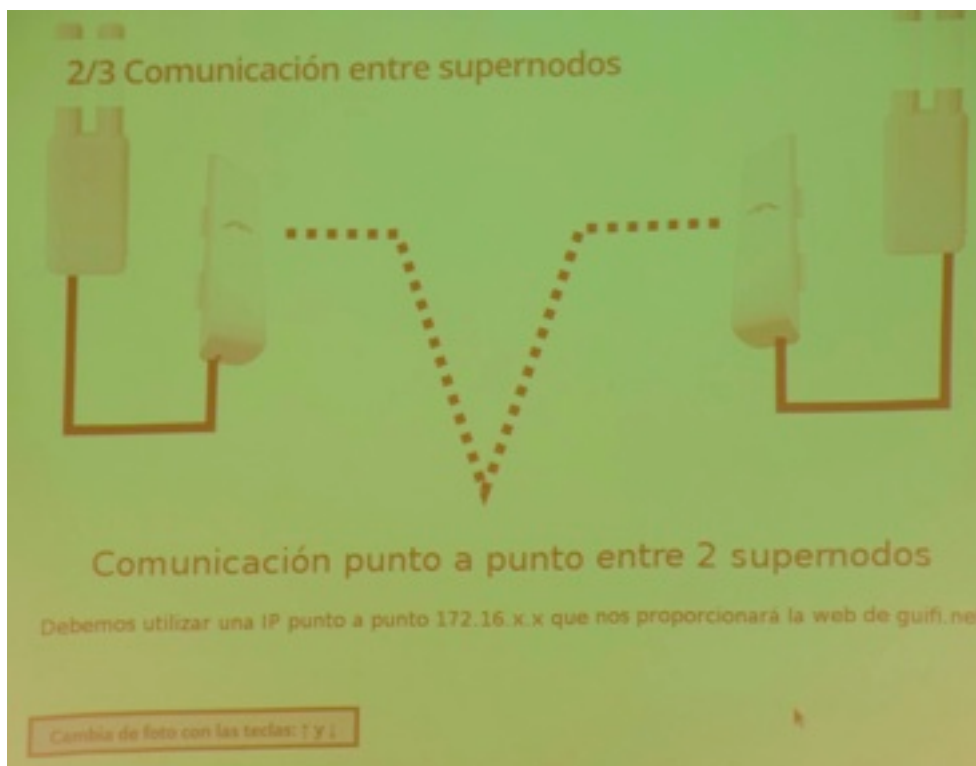 2/3 Comunicación entre supernodos
Comunicación punto a punto entre 2 supernodos
Debemos utilizar una IP punto a punto 172.16.x.x que nos proporcionará la web de guifi.ne
Cambia de foto con las teclas: ↑ y ↓